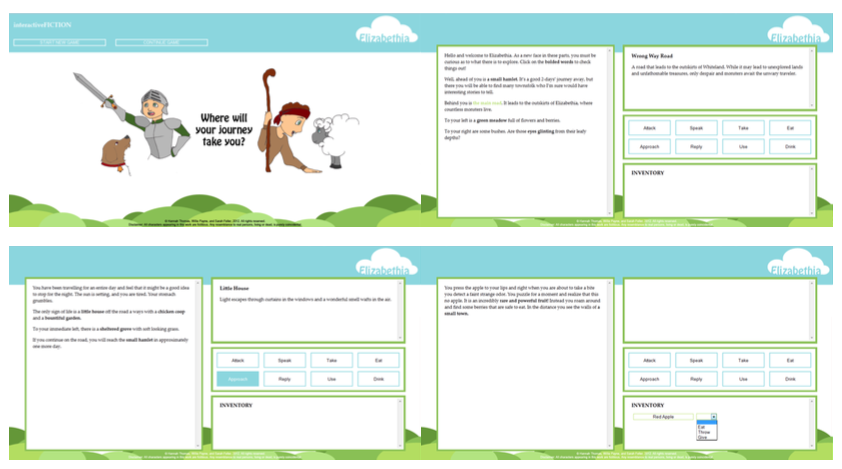 interactiveFICTION
START NEW GAME
CONTINUE GAME
Elizabethia
Where will
your journey
take you?
Elizabethia
Hello and welcome to Elizabethia. As a new face in these parts, you must be
curious as to what there is to explore. Click on the bolded words to check
things out!
Well, ahead of you is a small hamlet. It's a good 2-days' journey away, but
there you will be able to find many townsfolk who I'm sure would have
interesting stories to tell.
Behind you is the main road. It leads to the outskirts of Elizabethia, where
countless monsters live.
To your left is a green meadow full of flowers and berries.
To your right are some bushes. Are those eyes glinting from their leafy
depths?
Wrong Way Road
A road that leads to the outskirts of Whiteland. While it may lead to unexplored lands
and unfathomable treasures, only despair and monsters await the unwary traveler.
Attack
Speak
Take
Eat
Approach
Reply
Use
Drink
INVENTORY
Elizabethia
You have been travelling for an entire day and feel that it might be a good idea
to stop for the night. The sun is setting, and you are tired. Your stomach
grumbles.
The only sign of life is a little house off the road a ways with a chicken coop
and a bountiful garden.
To your immediate left, there is a sheltered grove with soft looking grass.
If you continue on the road, you will reach the small hamlet in approximately
one more day.
Little House
Light escapes through curtains in the windows and a wonderful smell wafts in the air.
Attack
Speak
Take
Eat
Approach
Reply
Use
Drink
INVENTORY
Elizabethia
You press the apple to your lips and right when you are about to take a bite
you detect a faint strange odor. You puzzle for a moment and realize that this
no apple. It is an incredibly rare and powerful fruit! Instead you roam around
and find some berries that are safe to eat. In the distance you see the walls of a
small town.
Attack
Speak
Take
Eat
Approach
Reply
Use
Drink
INVENTORY
Red Apple
Eat
Throw
Give